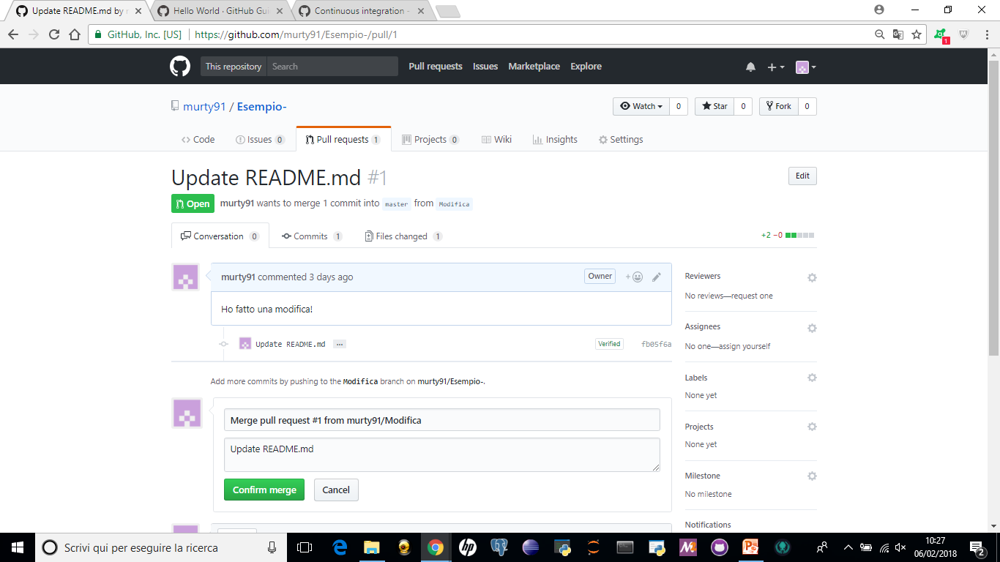 Update README.md by
Hello World · GitHub Gui
Continuous integration -
GitHub, Inc. [US] https://github.com/murty91/Esempio-/pull/1
1
This repository Search Pull requests Issues Marketplace Explore
murty91 / Esempio-
Watch 0 Star 0 Fork 0
Code Issues 0 Pull requests 1 Projects 0 Wiki Insights Settings
Update README.md #1
Edit
Open murty91 wants to merge 1 commit into master from Modifica
Conversation 0 Commits 1 Files changed 1 +2 −0
murty91 commented 3 days ago Owner +
Ho fatto una modifica!
Update README.md ... Verified fb05f6a
Add more commits by pushing to the Modifica branch on murty91/Esempio-.
Merge pull request #1 from murty91/Modifica
Update README.md
Confirm merge Cancel
Reviewers
No reviews—request one
Assignees
No one—assign yourself
Labels
None yet
Projects
None yet
Milestone
No milestone
Notifications
Scrivi qui per eseguire la ricerca
hp
10:27
06/02/2018
2